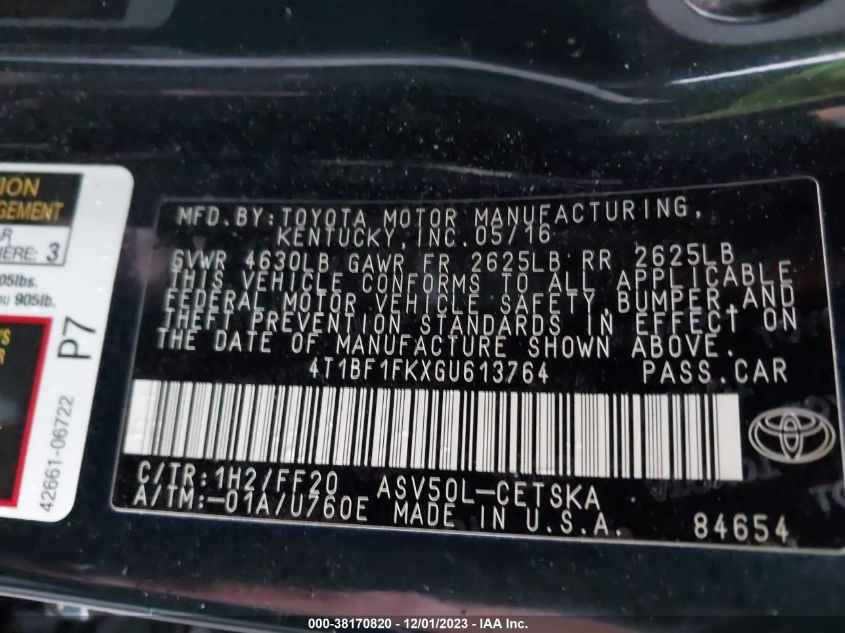 ION
GEMENT
AR
HERE: 3
05lbs.
ou 905lb.
P7
42661-06722
MFD. BY: TOYOTA MOTOR MANUFACTURING,
KENTUCKY, INC. 05/16
GVWR 4630LB GAWR FR 2625LB RR 2625LB
THIS VEHICLE CONFORMS TO ALL APPLICABLE
FEDERAL MOTOR VEHICLE SAFETY, BUMPER, AND
THEFT PREVENTION STANDARDS IN EFFECT ON
THE DATE OF MANUFACTURE SHOWN ABOVE.
4T1BF1FKXGU613764 PASS. CAR
C/TR: 1H2/FF20 ASV50L-CETSKA
A/TM: -01A/U760E MADE IN U.S.A. 84654
000-38170820 - 12/01/2023 - IAA Inc.